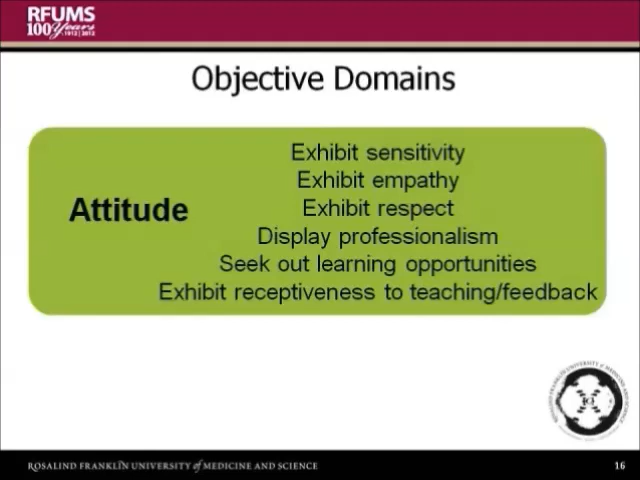 RFUMS
100 Years
1912 | 2012
Objective Domains
Attitude
Exhibit sensitivity
Exhibit empathy
Exhibit respect
Display professionalism
Seek out learning opportunities
Exhibit receptiveness to teaching/feedback
ROSALIND FRANKLIN UNIVERSITY of MEDICINE AND SCIENCE
16